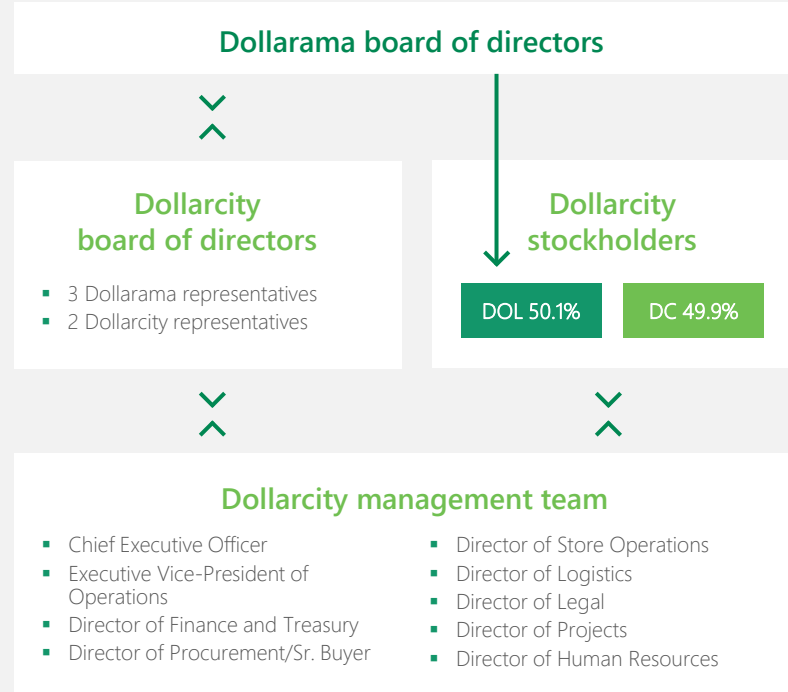 Dollarama board of directors
Dollarcity
board of directors
▪ 3 Dollarama representatives
▪ 2 Dollarcity representatives
Dollarcity
stockholders
DOL 50.1%
DC 49.9%
Dollarcity management team
▪ Chief Executive Officer
▪ Executive Vice-President of
Operations
▪ Director of Finance and Treasury
▪ Director of Procurement/Sr. Buyer
▪ Director of Store Operations
▪ Director of Logistics
▪ Director of Legal
▪ Director of Projects
▪ Director of Human Resources